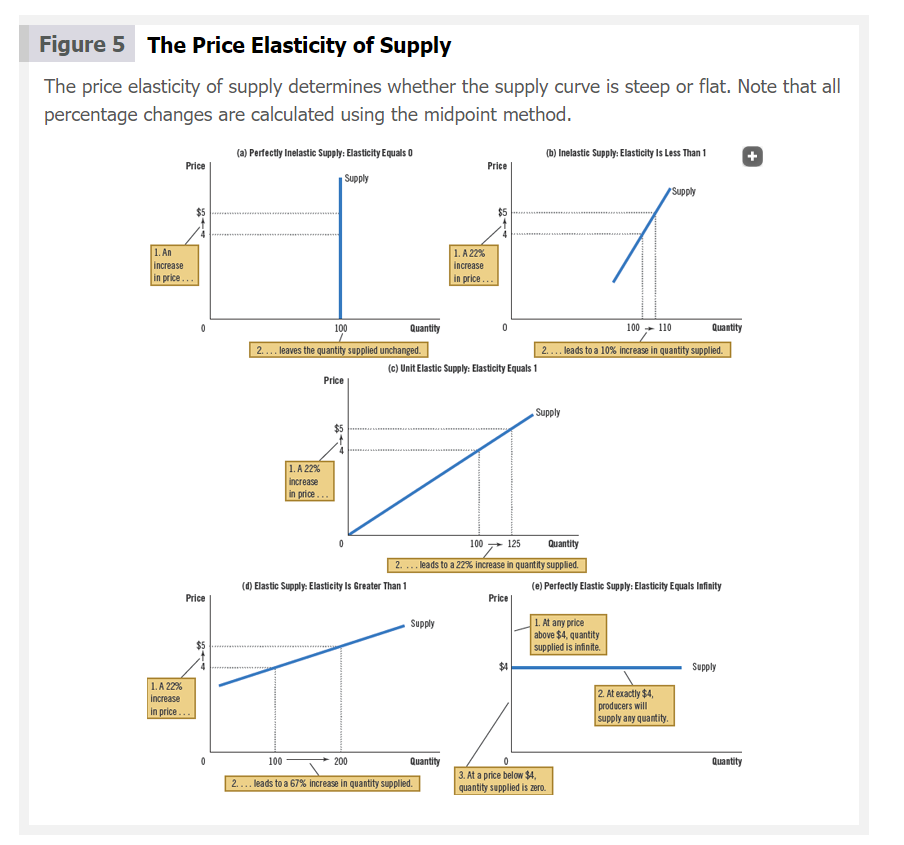 Figure 5 The Price Elasticity of Supply
The price elasticity of supply determines whether the supply curve is steep or flat. Note that all
percentage changes are calculated using the midpoint method.
(a) Perfectly Inelastic Supply: Elasticity Equals 0
Price
Supply
$5
4
1. An
increase
in price . . .
0
100
Quantity
2. . . . leaves the quantity supplied unchanged.
(b) Inelastic Supply: Elasticity Is Less Than 1
Price
Supply
$5
4
1. A 22%
increase
in price . . .
0
100
110
Quantity
2. . . . leads to a 10% increase in quantity supplied.
(c) Unit Elastic Supply: Elasticity Equals 1
Price
Supply
$5
4
1. A 22%
increase
in price . . .
0
100
125
Quantity
2. . . . leads to a 22% increase in quantity supplied.
(d) Elastic Supply: Elasticity Is Greater Than 1
Price
Supply
$5
4
1. A 22%
increase
in price . . .
0
100
200
Quantity
2. . . . leads to a 67% increase in quantity supplied.
(e) Perfectly Elastic Supply: Elasticity Equals Infinity
Price
1. At any price
above $4, quantity
supplied is infinite.
$4
Supply
2. At exactly $4,
producers will
supply any quantity.
0
Quantity
3. At a price below $4,
quantity supplied is zero.